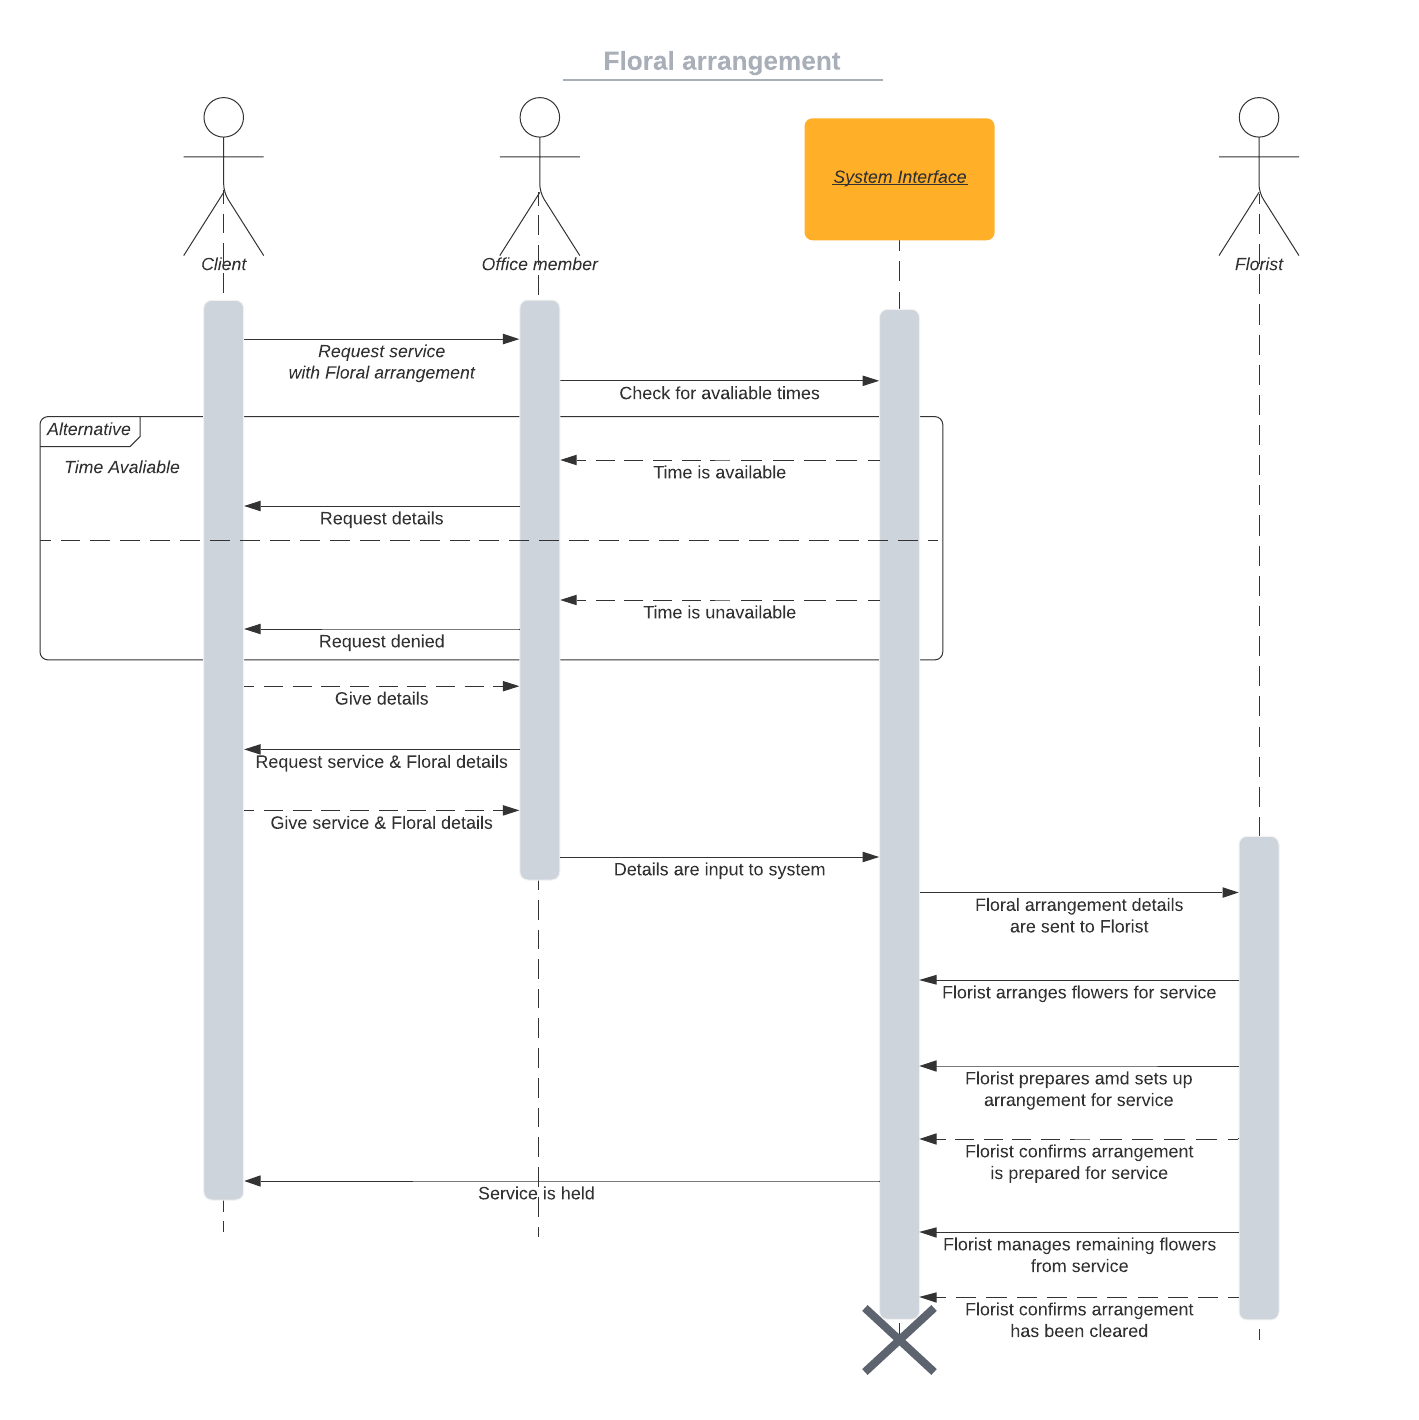 Floral arrangement
System Interface
Client
Office member
Florist
Request service
with Floral arrangement
Check for avaliable times
Alternative
Time Avaliable
Time is available
Request details
Time is unavailable
Request denied
Give details
Request service & Floral details
Give service & Floral details
Details are input to system
Floral arrangement details
are sent to Florist
Florist arranges flowers for service
Florist prepares amd sets up
arrangement for service
Florist confirms arrangement
is prepared for service
Service is held
Florist manages remaining flowers
from service
Florist confirms arrangement
has been cleared